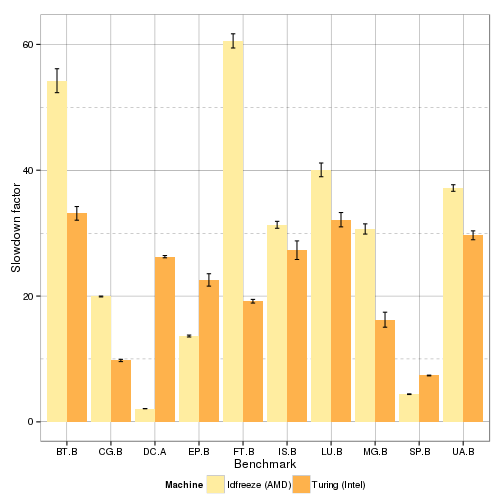 60
40
20
0
Slowdown factor
BT.B CG.B DC.A EP.B FT.B IS.B LU.B MG.B SP.B UA.B
Benchmark
Machine Idfreeze (AMD) Turing (Intel)